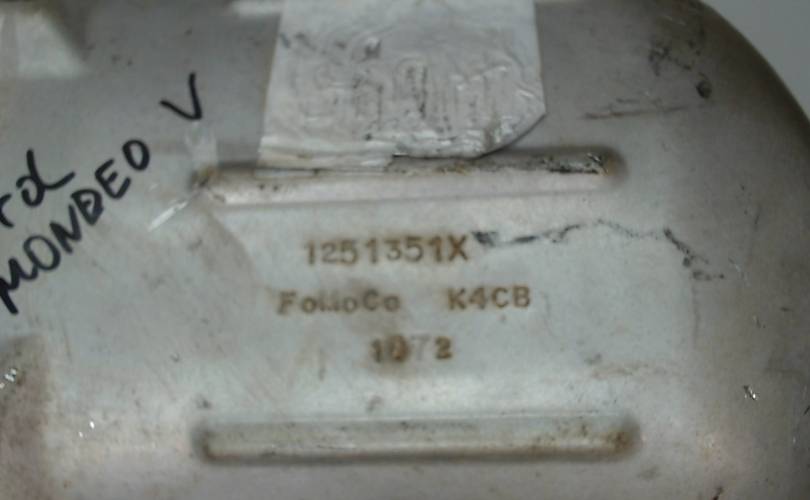 MONDEO V
1251351X
FoMoCo K4CB
1072